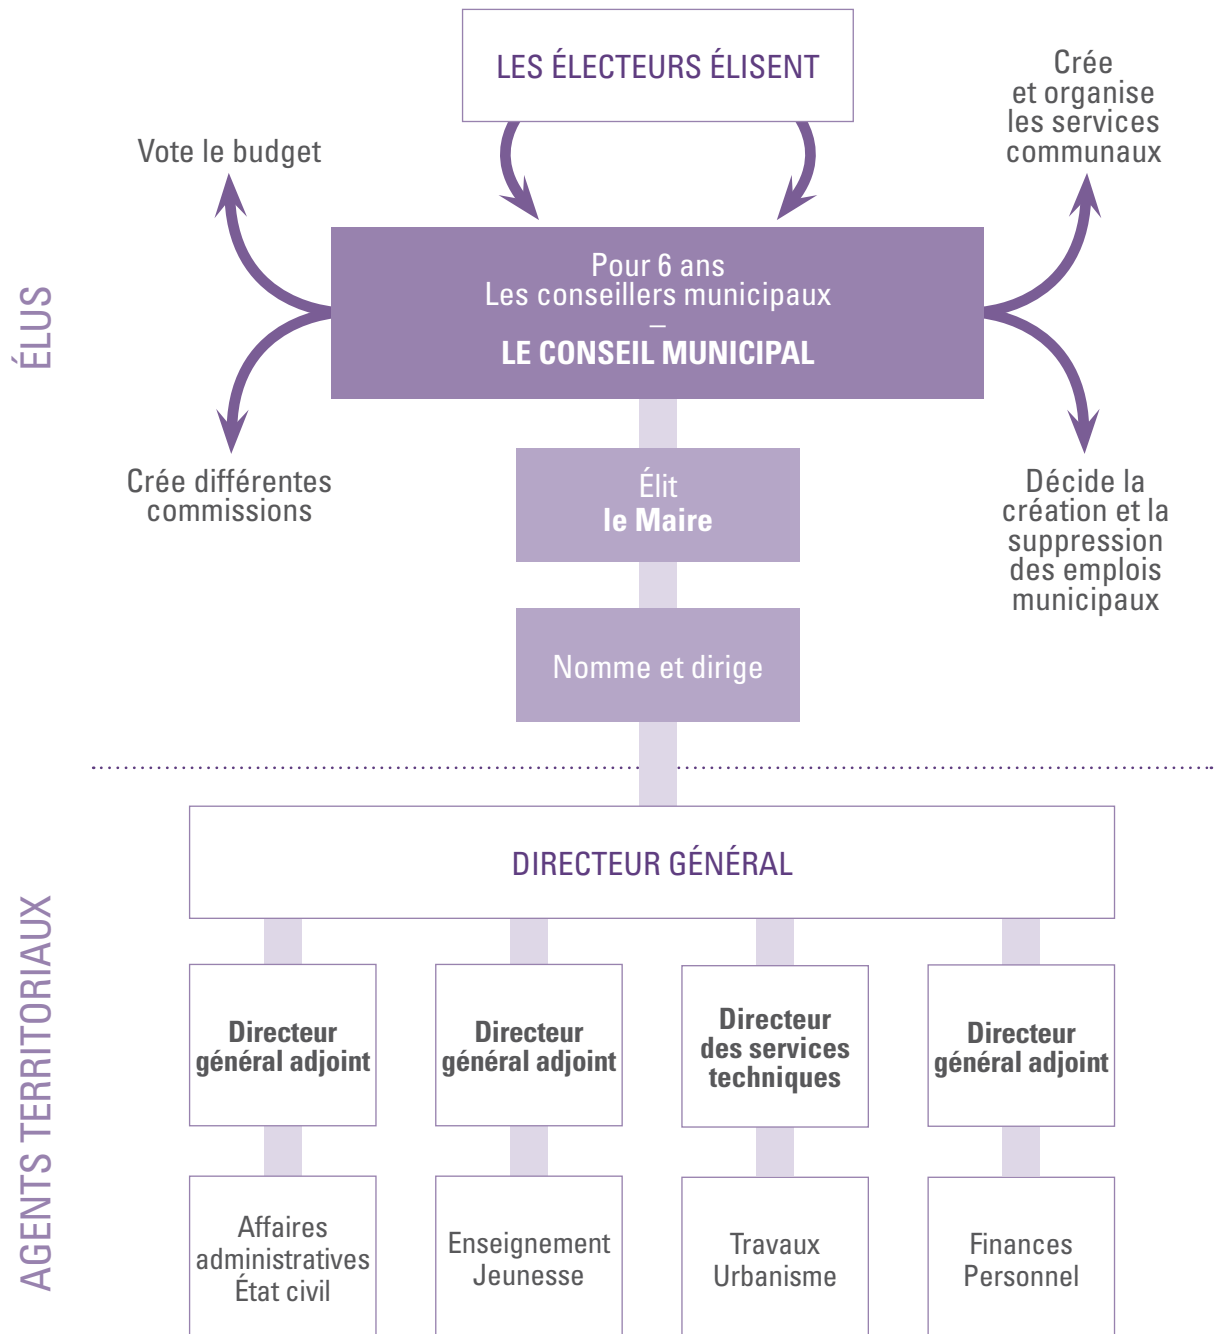 LES ÉLECTEURS ÉLISENT
Vote le budget
Crée
et organise
les services
communaux
ÉLUS
Pour 6 ans
Les conseillers municipaux
–
LE CONSEIL MUNICIPAL
Crée différentes
commissions
Élit
le Maire
Décide la
création et la
suppression
des emplois
municipaux
Nomme et dirige
AGENTS TERRITORIAUX
DIRECTEUR GÉNÉRAL
Directeur
général adjoint
Directeur
général adjoint
Directeur
des services
techniques
Directeur
général adjoint
Affaires
administratives
État civil
Enseignement
Jeunesse
Travaux
Urbanisme
Finances
Personnel